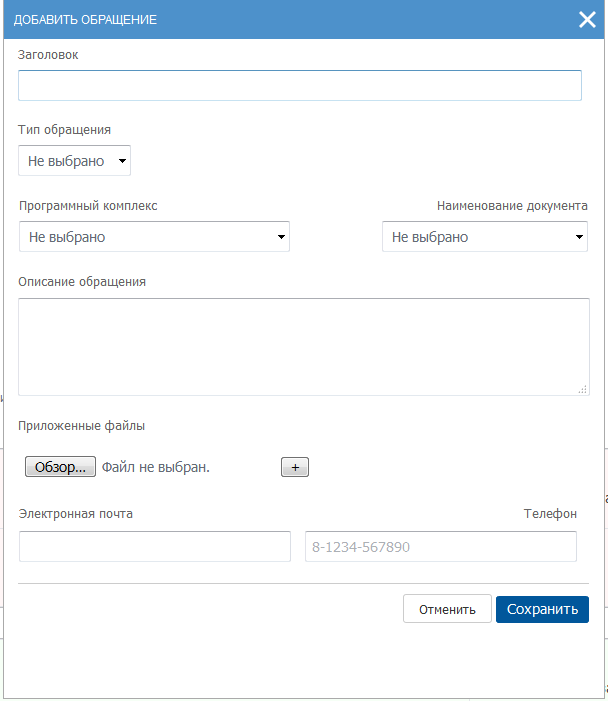 ДОБАВИТЬ ОБРАЩЕНИЕ
Заголовок
Тип обращения
Не выбрано
Программный комплекс Наименование документа
Не выбрано Не выбрано
Описание обращения
Приложенные файлы
Обзор... Файл не выбран. +
Электронная почта Телефон
8-1234-567890
Отменить Сохранить